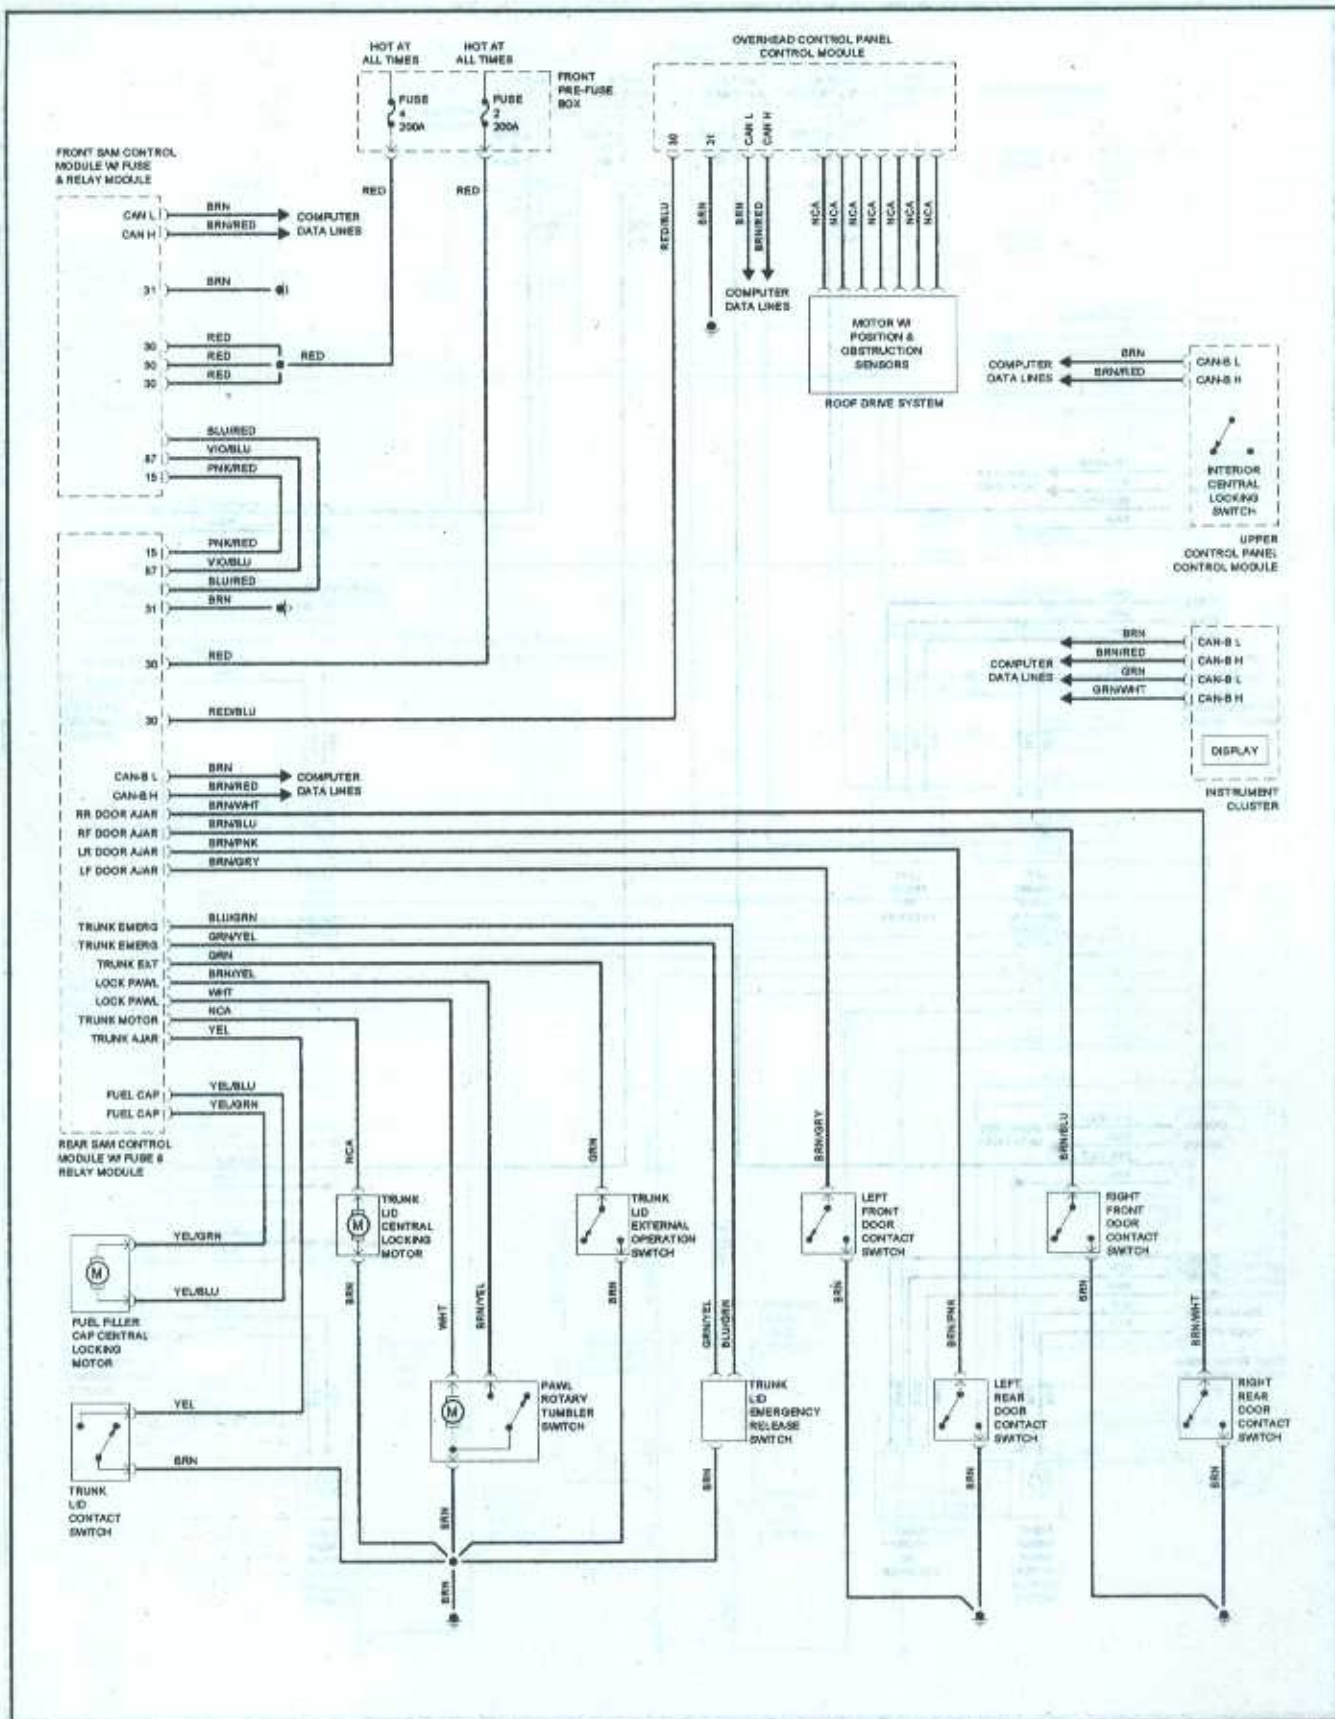 OVERHEAD CONTROL PANEL
CONTROL MODULE
HOT AT
ALL TIMES
HOT AT
ALL TIMES
FRONT
PRE-FUSE
BOX
FUSE
4
200A
FUSE
2
200A
30
31
CAN L
CAN H
RED
RED
RED/BLU
BRN
BRN
BRN/RED
NCA
NCA
NCA
NCA
NCA
NCA
NCA
COMPUTER
DATA LINES
MOTOR W/
POSITION &
OBSTRUCTION
SENSORS
ROOF DRIVE SYSTEM
FRONT SAM CONTROL
MODULE W/ FUSE
& RELAY MODULE
CAN L
BRN
CAN H
BRN/RED
COMPUTER
DATA LINES
31
BRN
30
RED
30
RED
RED
30
RED
BLU/RED
87
VIO/BLU
15
PNK/RED
COMPUTER
DATA LINES
BRN
CAN-B L
BRN/RED
CAN-B H
INTERIOR
CENTRAL
LOCKING
SWITCH
UPPER
CONTROL PANEL
CONTROL MODULE
15
PNK/RED
87
VIO/BLU
BLU/RED
31
BRN
30
RED
30
RED/BLU
COMPUTER
DATA LINES
BRN
CAN-B L
BRN/RED
CAN-B H
GRN
CAN-B L
GRN/WHT
CAN-B H
DISPLAY
INSTRUMENT
CLUSTER
CAN-B L
BRN
CAN-B H
BRN/RED
COMPUTER
DATA LINES
RR DOOR AJAR
BRN/WHT
RF DOOR AJAR
BRN/BLU
LR DOOR AJAR
BRN/PNK
LF DOOR AJAR
BRN/GRY
TRUNK EMERG
BLU/GRN
TRUNK EMERG
GRN/YEL
TRUNK EXT
GRN
LOCK PAWL
BRN/YEL
LOCK PAWL
WHT
TRUNK MOTOR
NCA
TRUNK AJAR
YEL
FUEL CAP
YEL/BLU
FUEL CAP
YEL/GRN
REAR SAM CONTROL
MODULE W/ FUSE &
RELAY MODULE
NCA
GRN
BRN/GRY
BRN/BLU
TRUNK
LID
CENTRAL
LOCKING
MOTOR
M
TRUNK
LID
EXTERNAL
OPERATION
SWITCH
LEFT
FRONT
DOOR
CONTACT
SWITCH
RIGHT
FRONT
DOOR
CONTACT
SWITCH
YEL/GRN
M
YEL/BLU
FUEL FILLER
CAP CENTRAL
LOCKING
MOTOR
BRN
WHT
BRN/YEL
BRN
GRN/YEL
BLU/GRN
BRN
BRN/PNK
BRN
BRN/WHT
YEL
BRN
TRUNK
LID
CONTACT
SWITCH
M
PAWL
ROTARY
TUMBLER
SWITCH
TRUNK
LID
EMERGENCY
RELEASE
SWITCH
LEFT
REAR
DOOR
CONTACT
SWITCH
RIGHT
REAR
DOOR
CONTACT
SWITCH
BRN
BRN
BRN
BRN
BRN